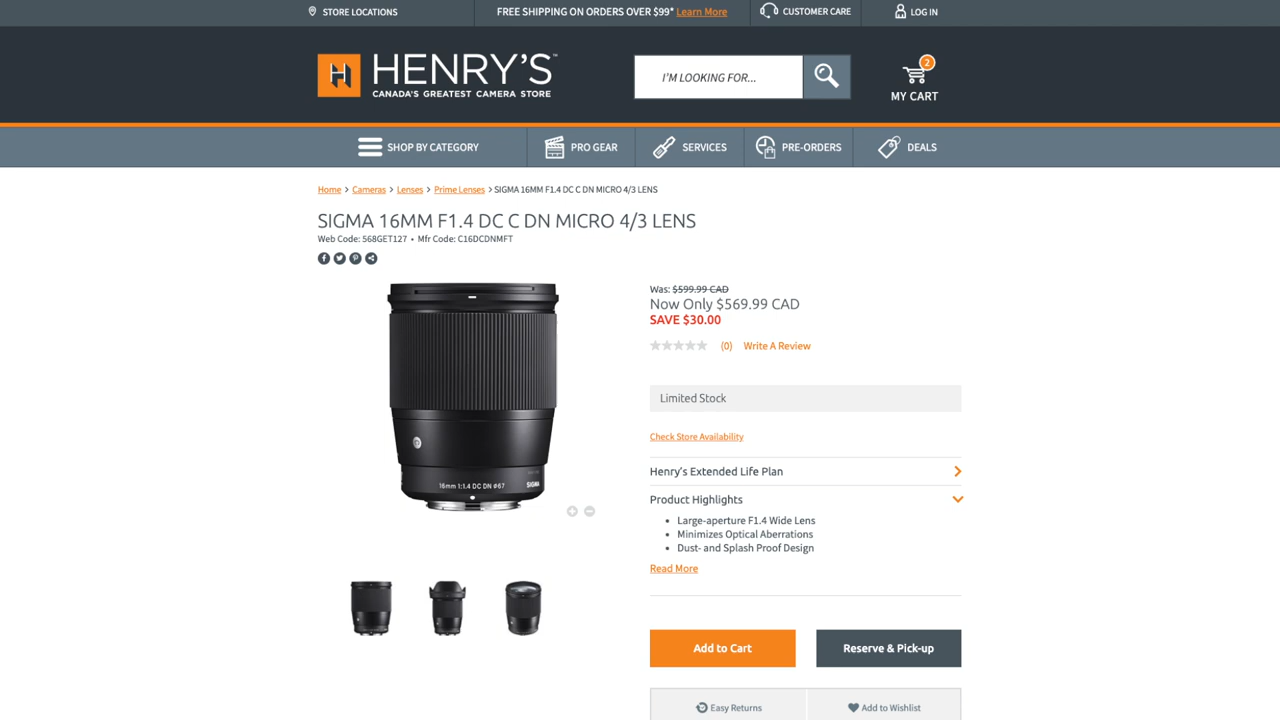 STORE LOCATIONS
FREE SHIPPING ON ORDERS OVER $99* Learn More
CUSTOMER CARE
LOG IN
H
HENRY'S™
CANADA'S GREATEST CAMERA STORE
I'M LOOKING FOR...
2
MY CART
SHOP BY CATEGORY
PRO GEAR
SERVICES
PRE-ORDERS
DEALS
Home > Cameras > Lenses > Prime Lenses > SIGMA 16MM F1.4 DC C DN MICRO 4/3 LENS
SIGMA 16MM F1.4 DC C DN MICRO 4/3 LENS
Web Code: 568GET127 • Mfr Code: C16DCDNMFT
Was: $599.99 CAD
Now Only $569.99 CAD
SAVE $30.00
(0) Write A Review
Limited Stock
Check Store Availability
Henry's Extended Life Plan
Product Highlights
• Large-aperture F1.4 Wide Lens
• Minimizes Optical Aberrations
• Dust- and Splash Proof Design
Read More
16mm 1:1.4 DC DN ø67 SIGMA
Add to Cart
Reserve & Pick-up
Easy Returns
Add to Wishlist